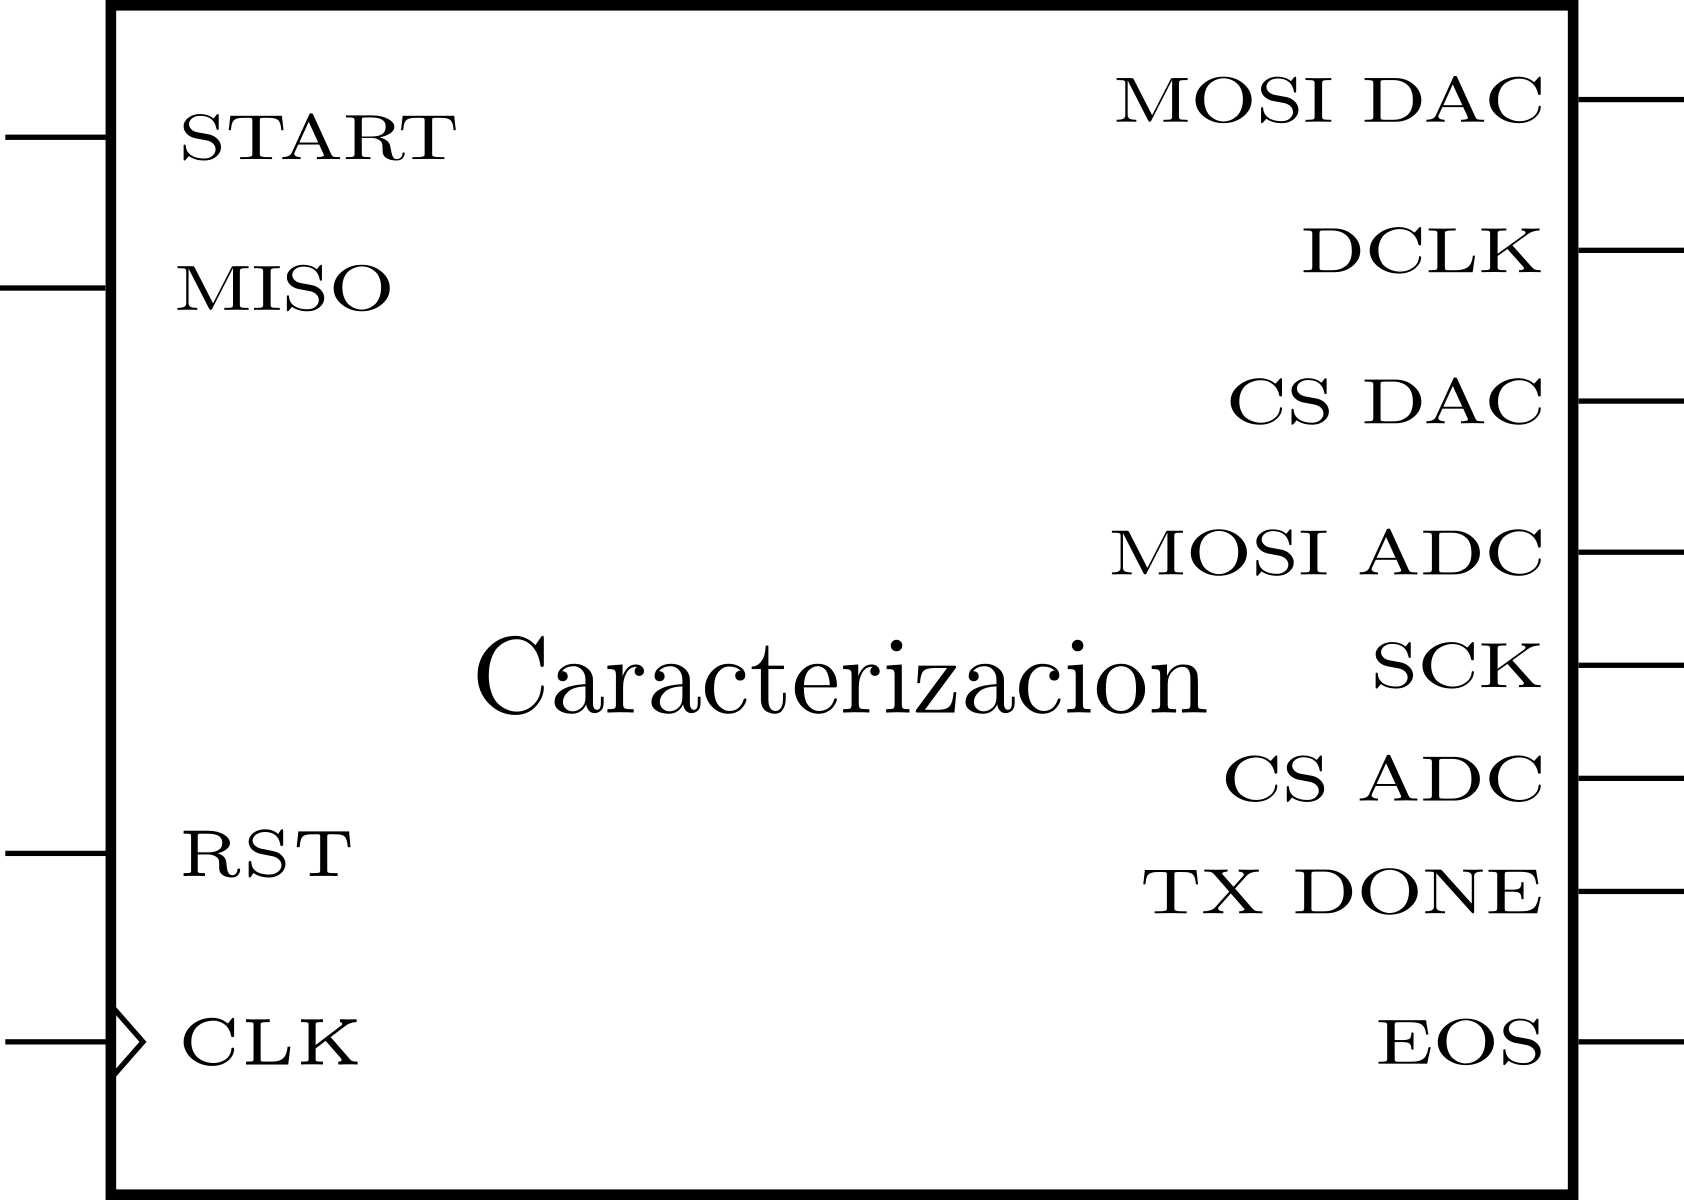 START
MISO
RST
CLK
Caracterizacion
MOSI DAC
DCLK
CS DAC
MOSI ADC
SCK
CS ADC
TX DONE
EOS